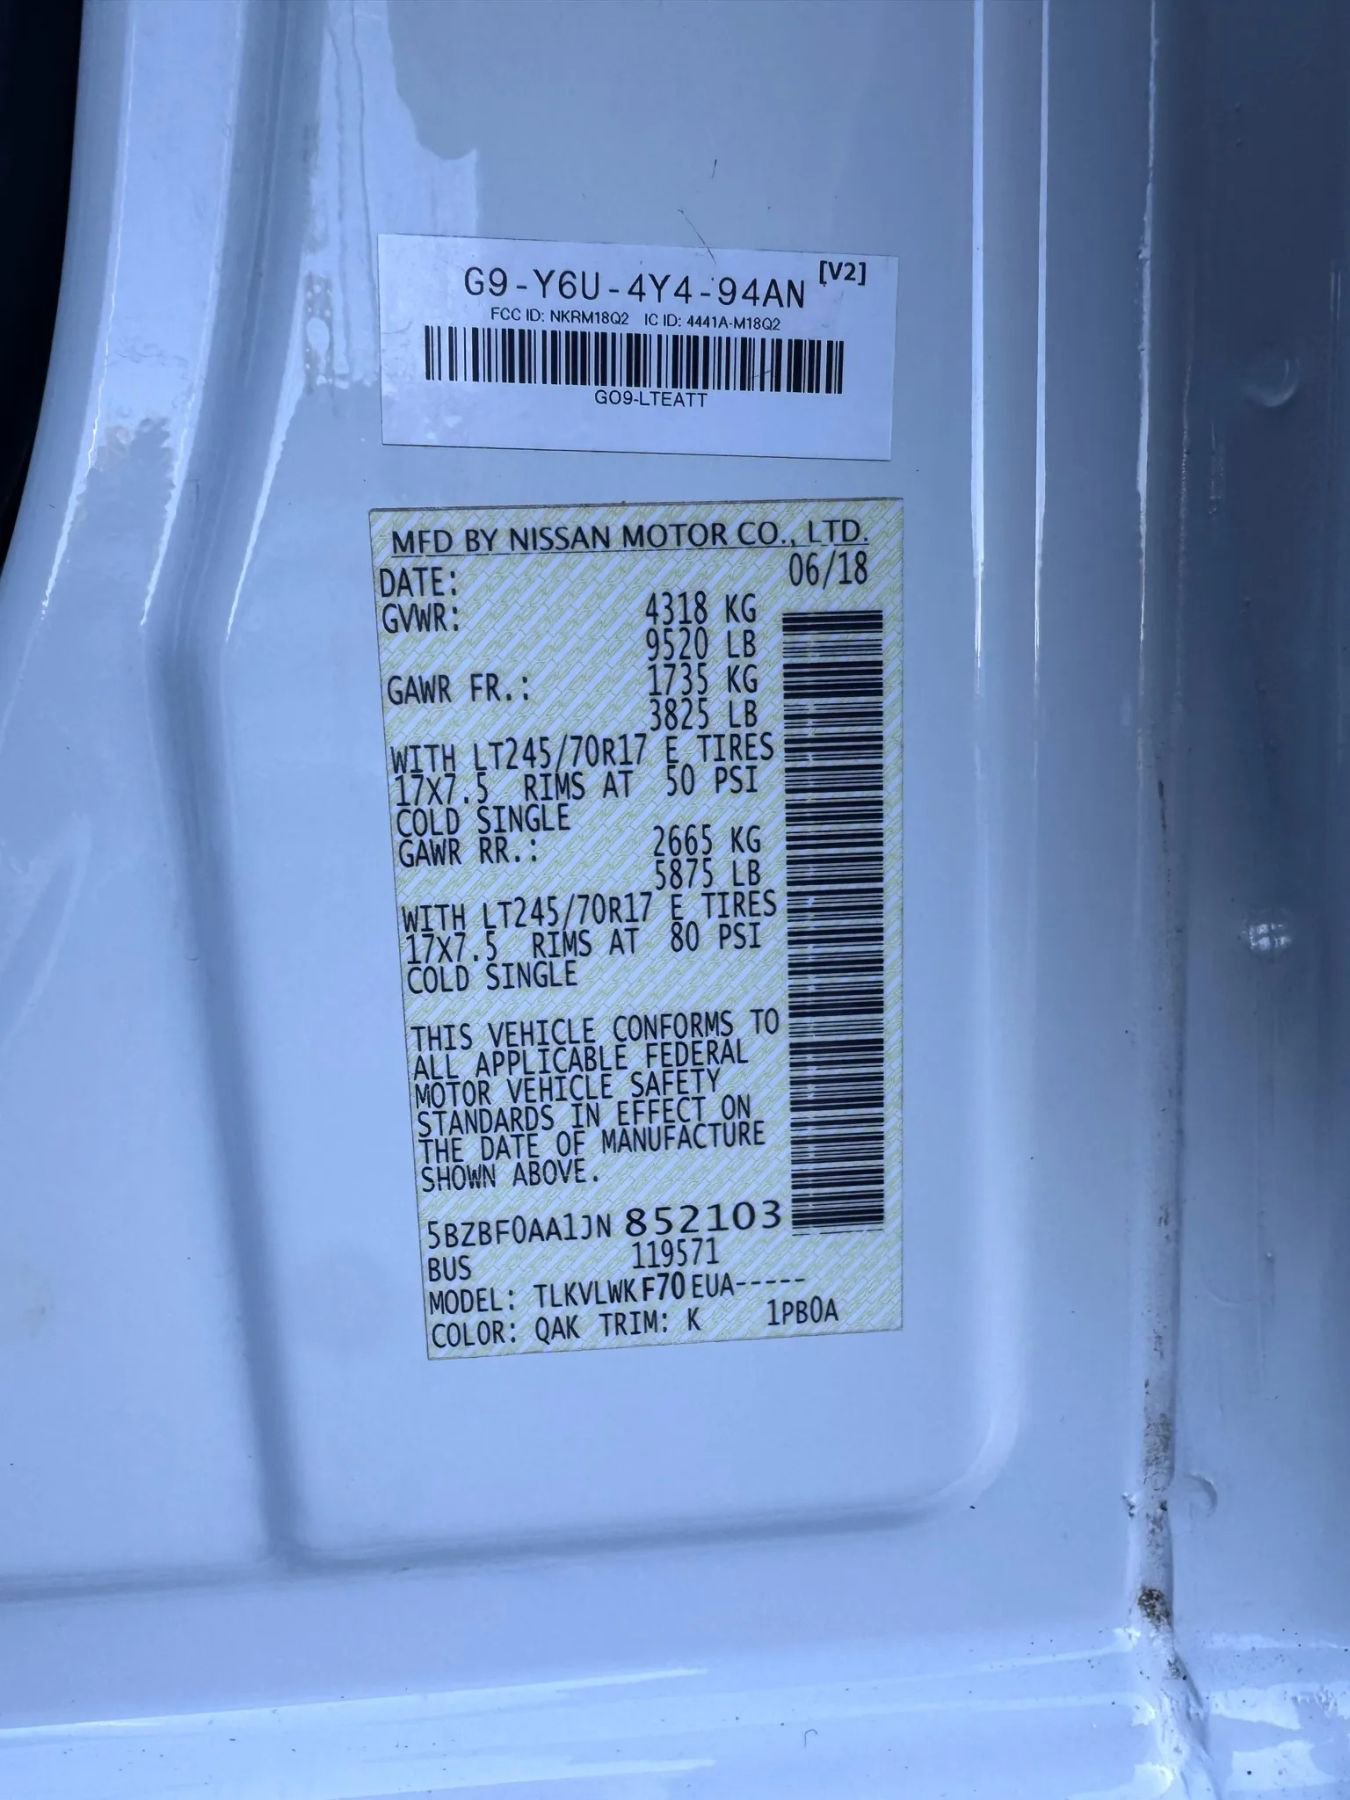 G9-Y6U-4Y4-94AN [V2]
FCC ID: NKRM18Q2 IC ID: 4441A-M18Q2
GO9-LTEATT
MFD BY NISSAN MOTOR CO., LTD.
DATE: 06/18
GVWR: 4318 KG
9520 LB
GAWR FR.: 1735 KG
3825 LB
WITH LT245/70R17 E TIRES
17X7.5 RIMS AT 50 PSI
COLD SINGLE
GAWR RR.: 2665 KG
5875 LB
WITH LT245/70R17 E TIRES
17X7.5 RIMS AT 80 PSI
COLD SINGLE
THIS VEHICLE CONFORMS TO
ALL APPLICABLE FEDERAL
MOTOR VEHICLE SAFETY
STANDARDS IN EFFECT ON
THE DATE OF MANUFACTURE
SHOWN ABOVE.
5BZBF0AA1JN 852103
BUS 119571
MODEL: TLKVLWKF70EUA-----
COLOR: QAK TRIM: K 1PB0A